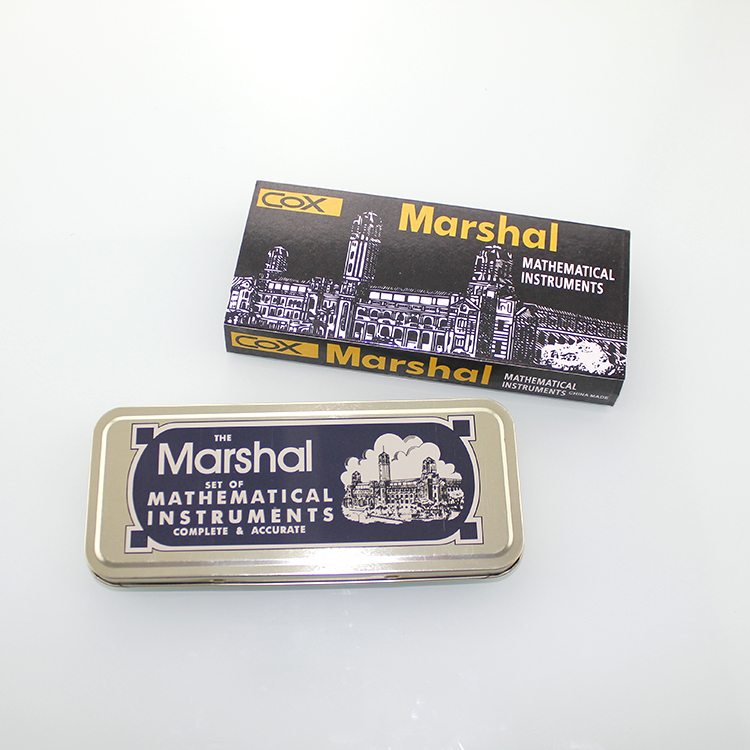 COX
Marshal
MATHEMATICAL
INSTRUMENTS
COX Marshal MATHEMATICAL
INSTRUMENTS CHINA MADE
THE
Marshal
SET OF
MATHEMATICAL
INSTRUMENTS
COMPLETE & ACCURATE